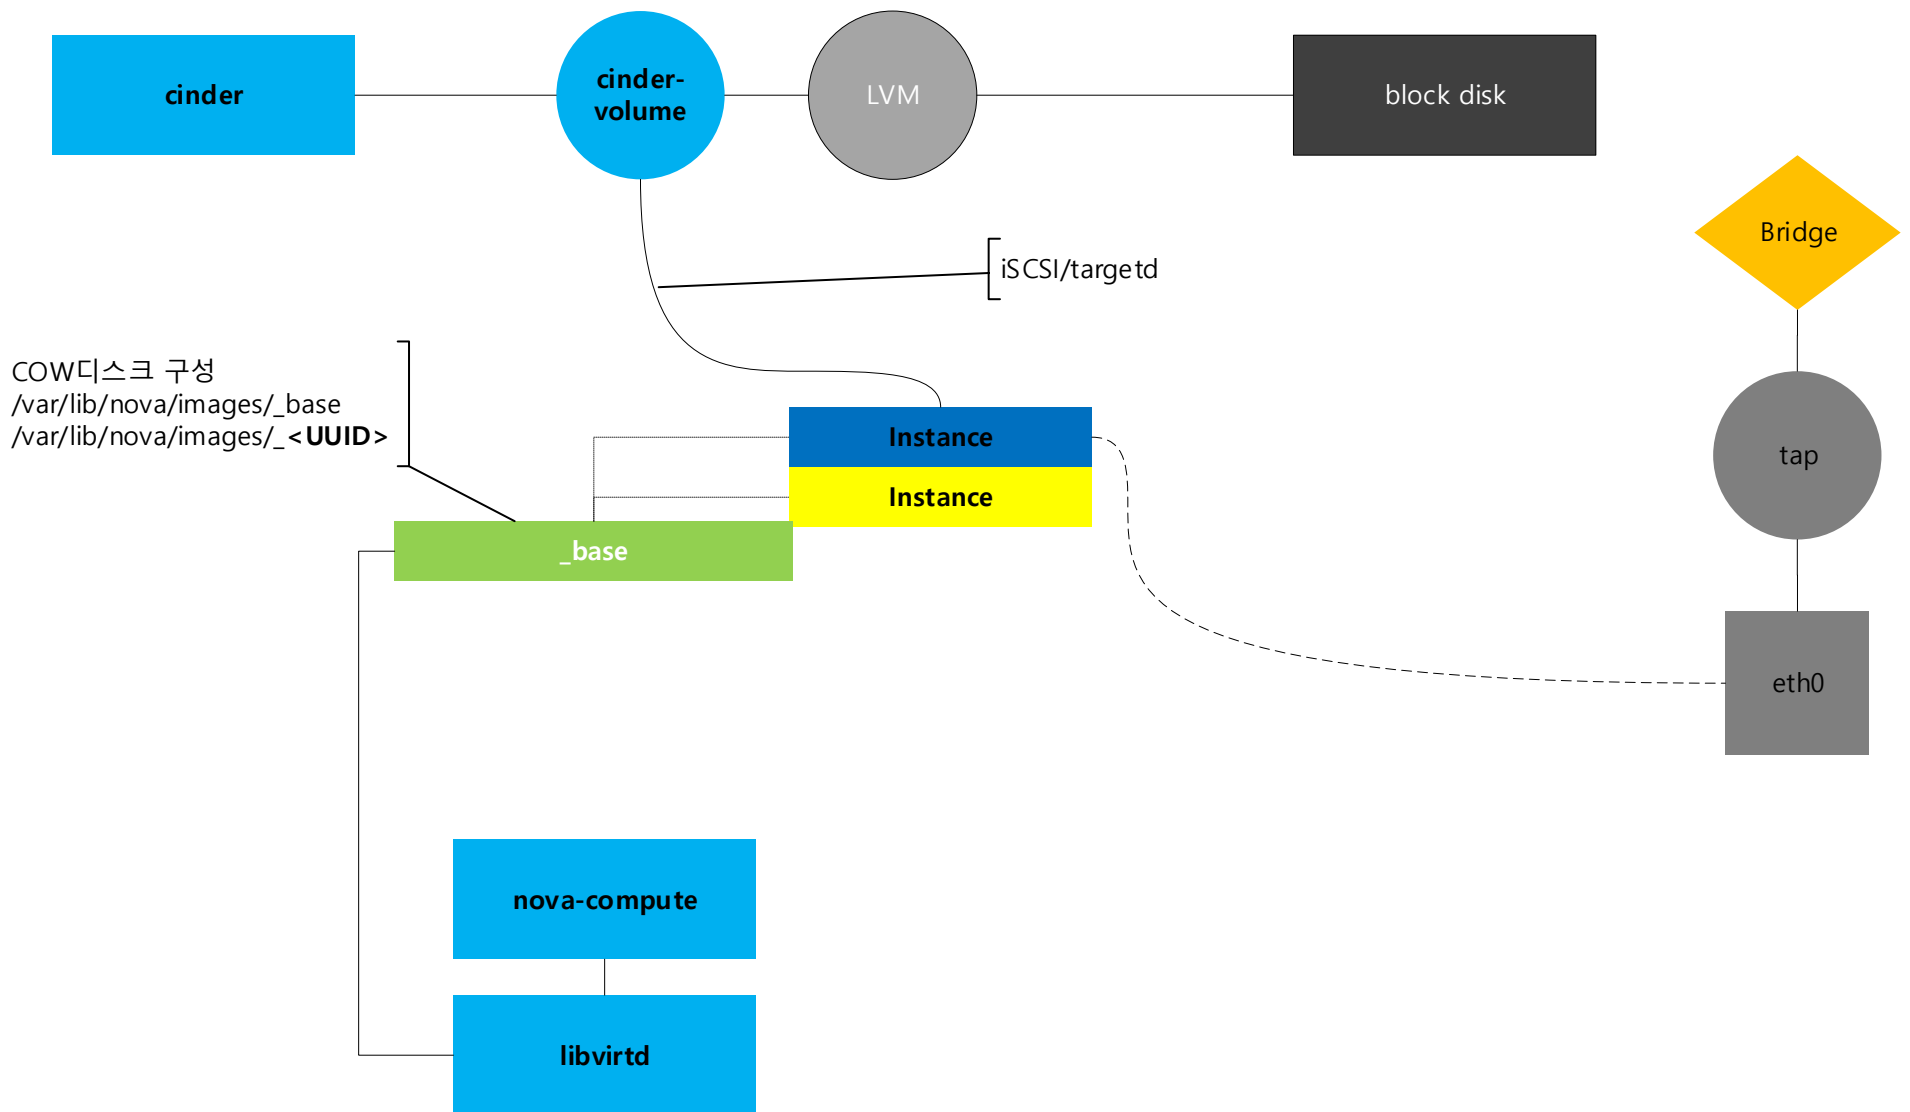 cinder
cinder-
volume
LVM
block disk
Bridge
iSCSI/targetd
COW디스크 구성
/var/lib/nova/images/_base
/var/lib/nova/images/_<UUID>
Instance
tap
Instance
_base
eth0
nova-compute
libvirtd